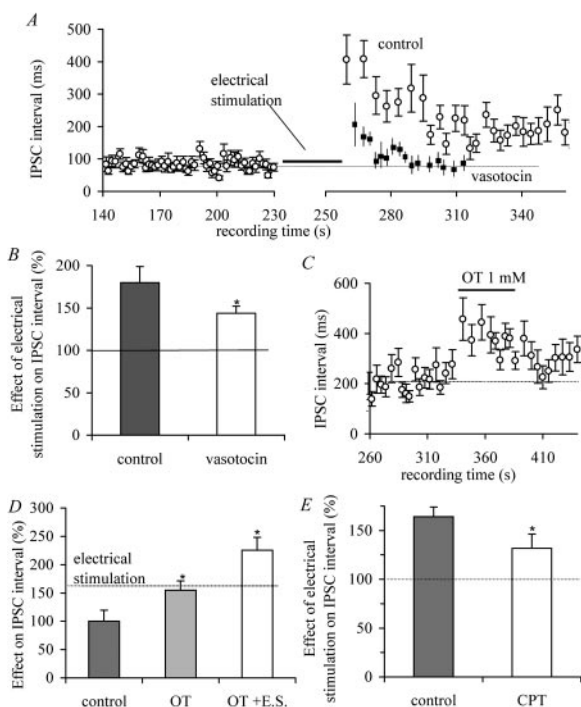 A
500
400
300
200
100
0
IPSC interval (ms)
control
electrical
stimulation
vasotocin
140
170
200
230
250
280
310
340
recording time (s)
B
200
150
100
50
0
Effect of electrical
stimulation on IPSC interval (%)
*
control
vasotocin
C
OT 1 mM
600
400
200
0
IPSC interval (ms)
260
310
360
410
recording time (s)
D
300
250
200
150
100
50
0
Effect on IPSC interval (%)
electrical
stimulation
*
*
control
OT
OT +E.S.
E
150
100
50
0
Effect of electrical
stimulation on IPSC interval (%)
*
control
CPT